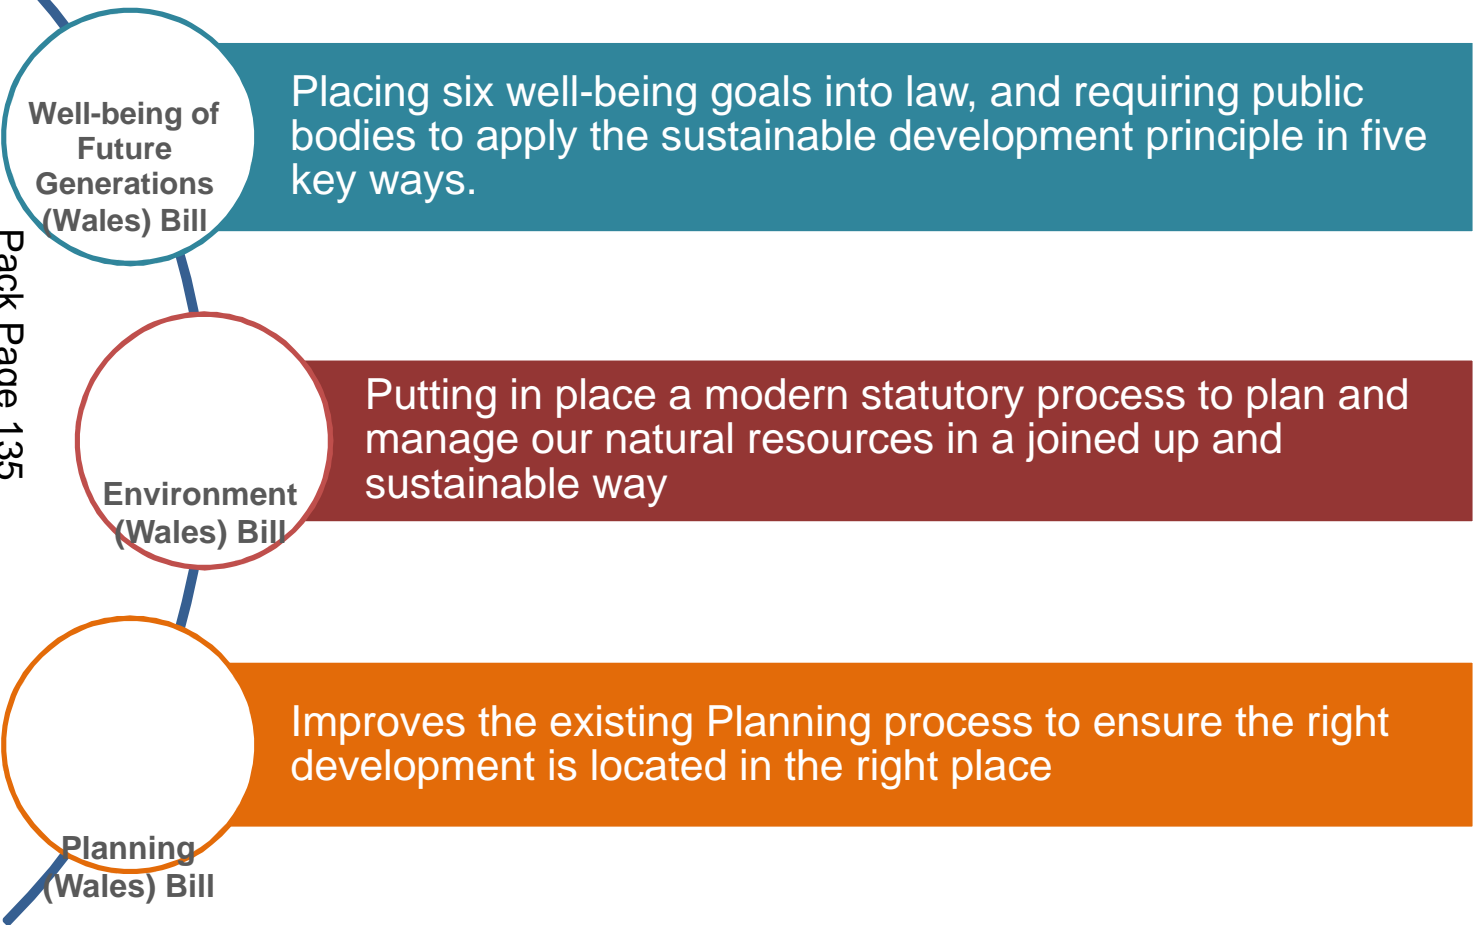 Well-being of
Future
Generations
(Wales) Bill
Placing six well-being goals into law, and requiring public
bodies to apply the sustainable development principle in five
key ways.
Environment
(Wales) Bill
Putting in place a modern statutory process to plan and
manage our natural resources in a joined up and
sustainable way
Planning
(Wales) Bill
Improves the existing Planning process to ensure the right
development is located in the right place
Pack Page 135